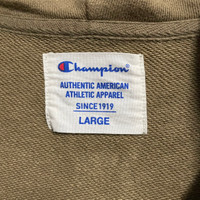 Champion
AUTHENTIC AMERICAN
ATHLETIC APPAREL
SINCE 1919
LARGE